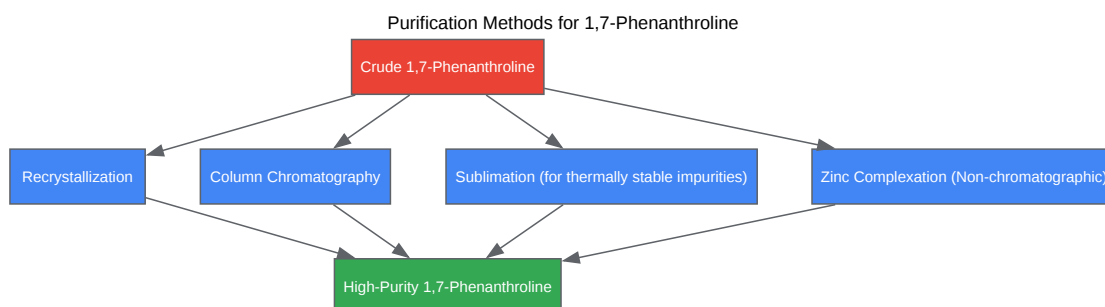 Purification Methods for 1,7-Phenanthroline
Crude 1,7-Phenanthroline
Recrystallization
Column Chromatography
Sublimation (for thermally stable impurities)
Zinc Complexation (Non-chromatographic)
High-Purity 1,7-Phenanthroline